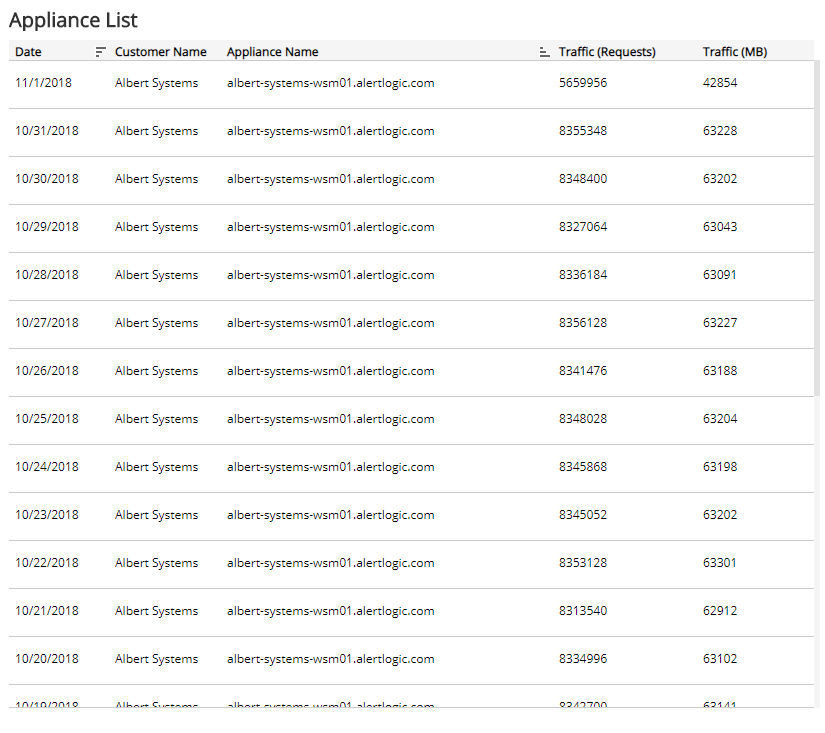 Appliance List
Date Customer Name Appliance Name Traffic (Requests) Traffic (MB)
11/1/2018 Albert Systems albert-systems-wsm01.alertlogic.com 5659956 42854
10/31/2018 Albert Systems albert-systems-wsm01.alertlogic.com 8355348 63228
10/30/2018 Albert Systems albert-systems-wsm01.alertlogic.com 8348400 63202
10/29/2018 Albert Systems albert-systems-wsm01.alertlogic.com 8327064 63043
10/28/2018 Albert Systems albert-systems-wsm01.alertlogic.com 8336184 63091
10/27/2018 Albert Systems albert-systems-wsm01.alertlogic.com 8356128 63227
10/26/2018 Albert Systems albert-systems-wsm01.alertlogic.com 8341476 63188
10/25/2018 Albert Systems albert-systems-wsm01.alertlogic.com 8348028 63204
10/24/2018 Albert Systems albert-systems-wsm01.alertlogic.com 8345868 63198
10/23/2018 Albert Systems albert-systems-wsm01.alertlogic.com 8345052 63202
10/22/2018 Albert Systems albert-systems-wsm01.alertlogic.com 8353128 63301
10/21/2018 Albert Systems albert-systems-wsm01.alertlogic.com 8313540 62912
10/20/2018 Albert Systems albert-systems-wsm01.alertlogic.com 8334996 63102
10/19/2018 Albert Systems albert-systems-wsm01.alertlogic.com 8342700 63141